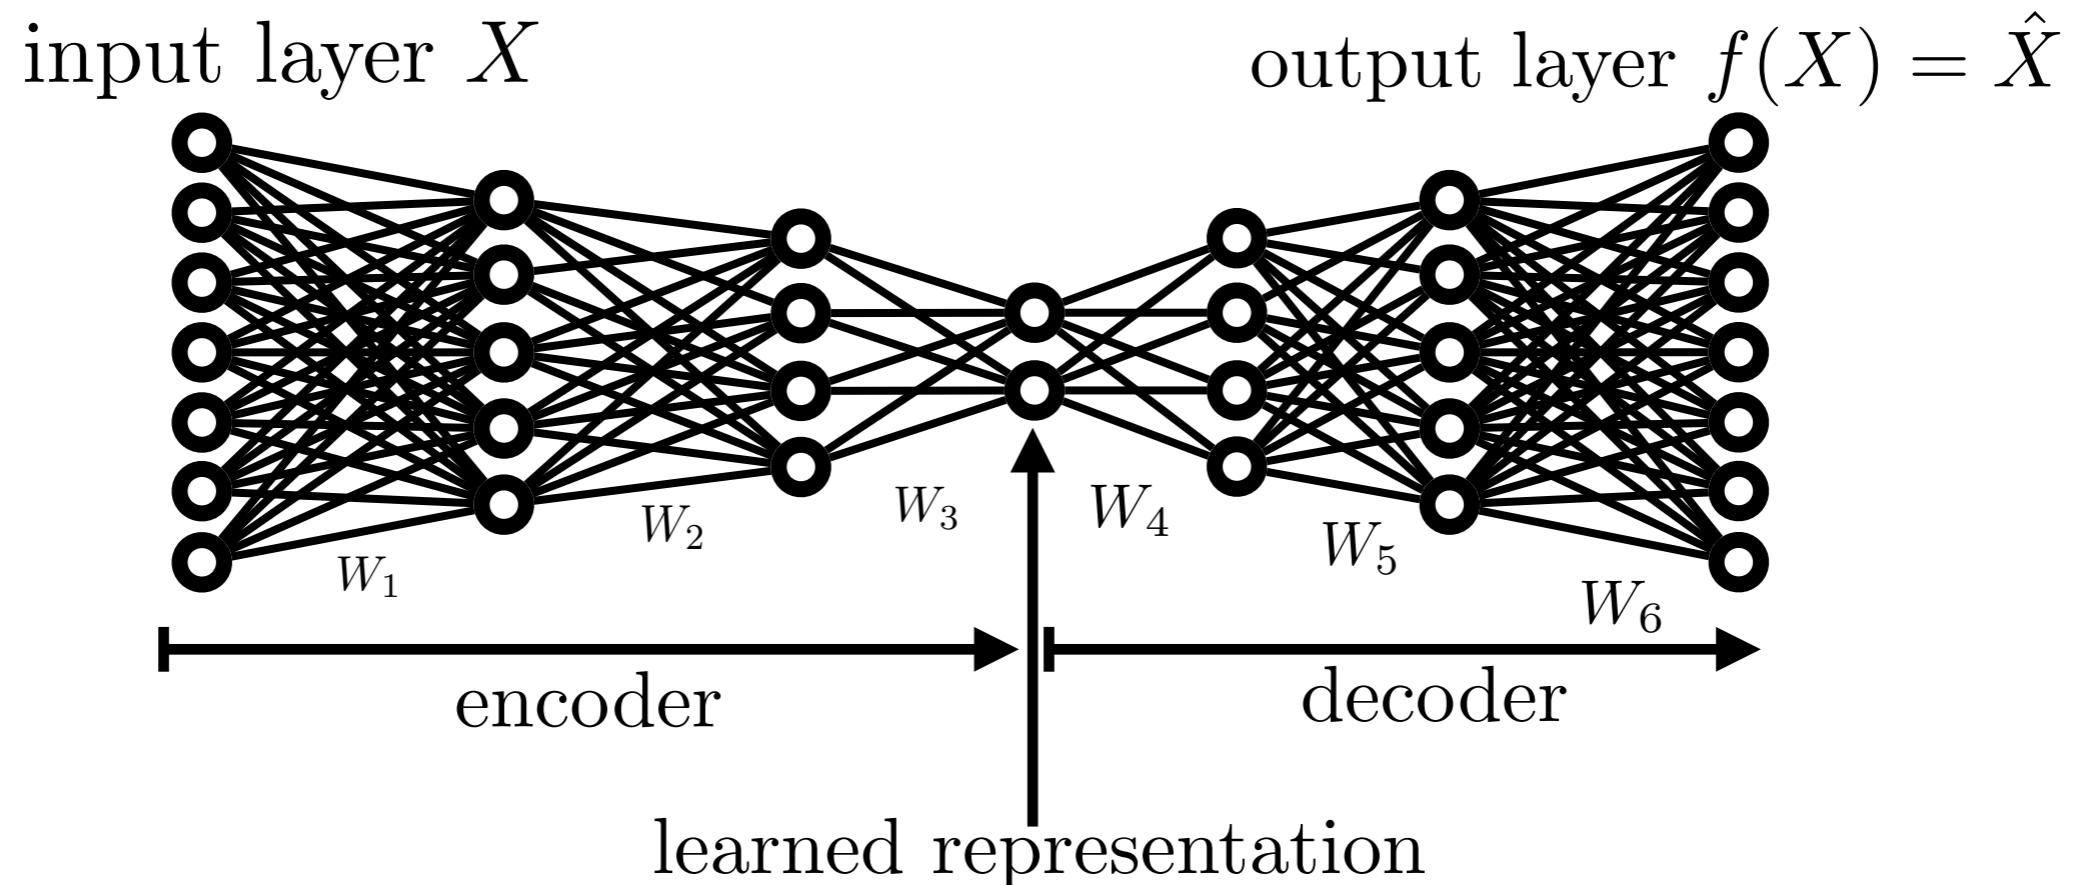 input layer X
output layer f(X) = X̂
W₁
W₂
W₃
W₄
W₅
W₆
encoder
decoder
learned representation